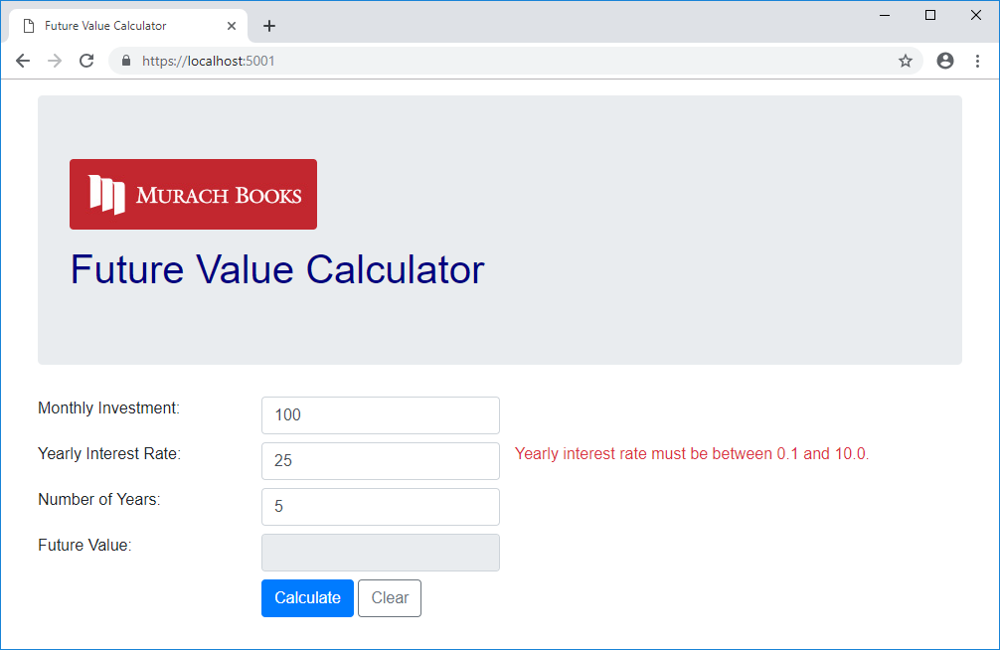 Future Value Calculator
https://localhost:5001
MURACH BOOKS
Future Value Calculator
Monthly Investment: 100
Yearly Interest Rate: 25 Yearly interest rate must be between 0.1 and 10.0.
Number of Years: 5
Future Value:
Calculate Clear